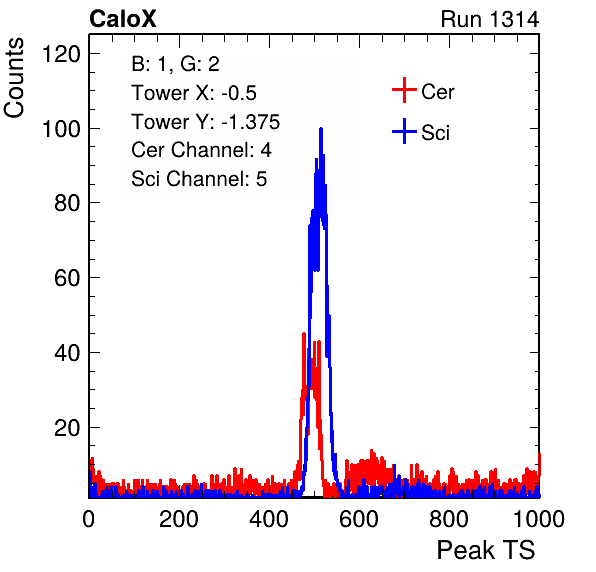 CaloX Run 1314
Counts
120
100
80
60
40
20
B: 1, G: 2
Tower X: -0.5
Tower Y: -1.375
Cer Channel: 4
Sci Channel: 5
Cer
Sci
0 200 400 600 800 1000
Peak TS